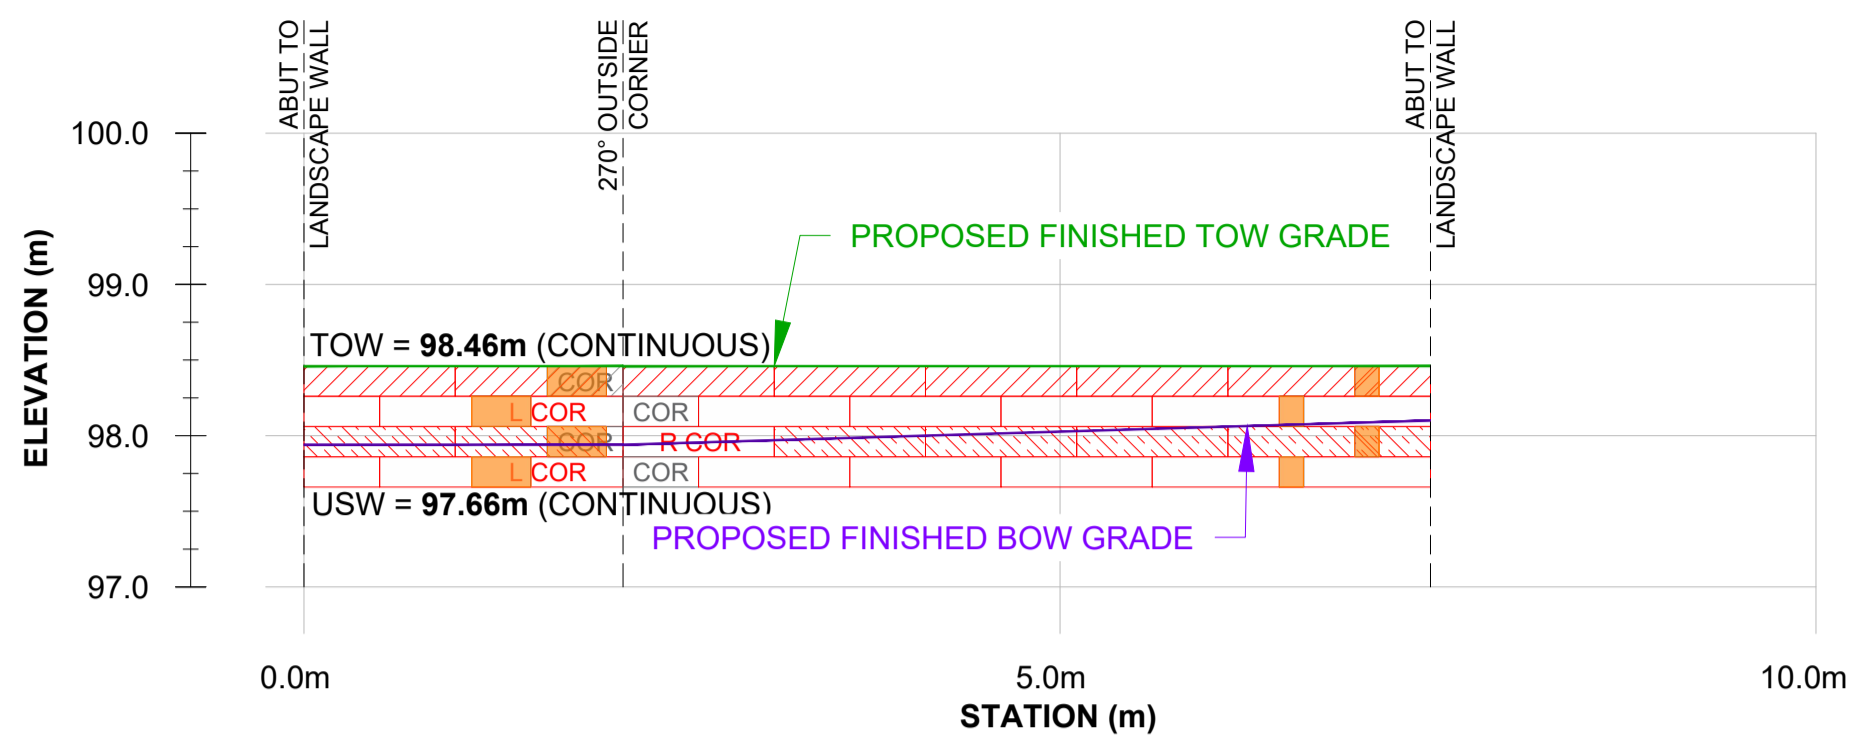 ABUT TO
LANDSCAPE WALL
270° OUTSIDE
CORNER
ABUT TO
LANDSCAPE WALL
ELEVATION (m)
100.0
99.0
98.0
97.0
PROPOSED FINISHED TOW GRADE
TOW = 98.46m (CONTINUOUS)
COR
L COR
COR
COR
R COR
L COR
COR
USW = 97.66m (CONTINUOUS)
PROPOSED FINISHED BOW GRADE
0.0m
5.0m
10.0m
STATION (m)